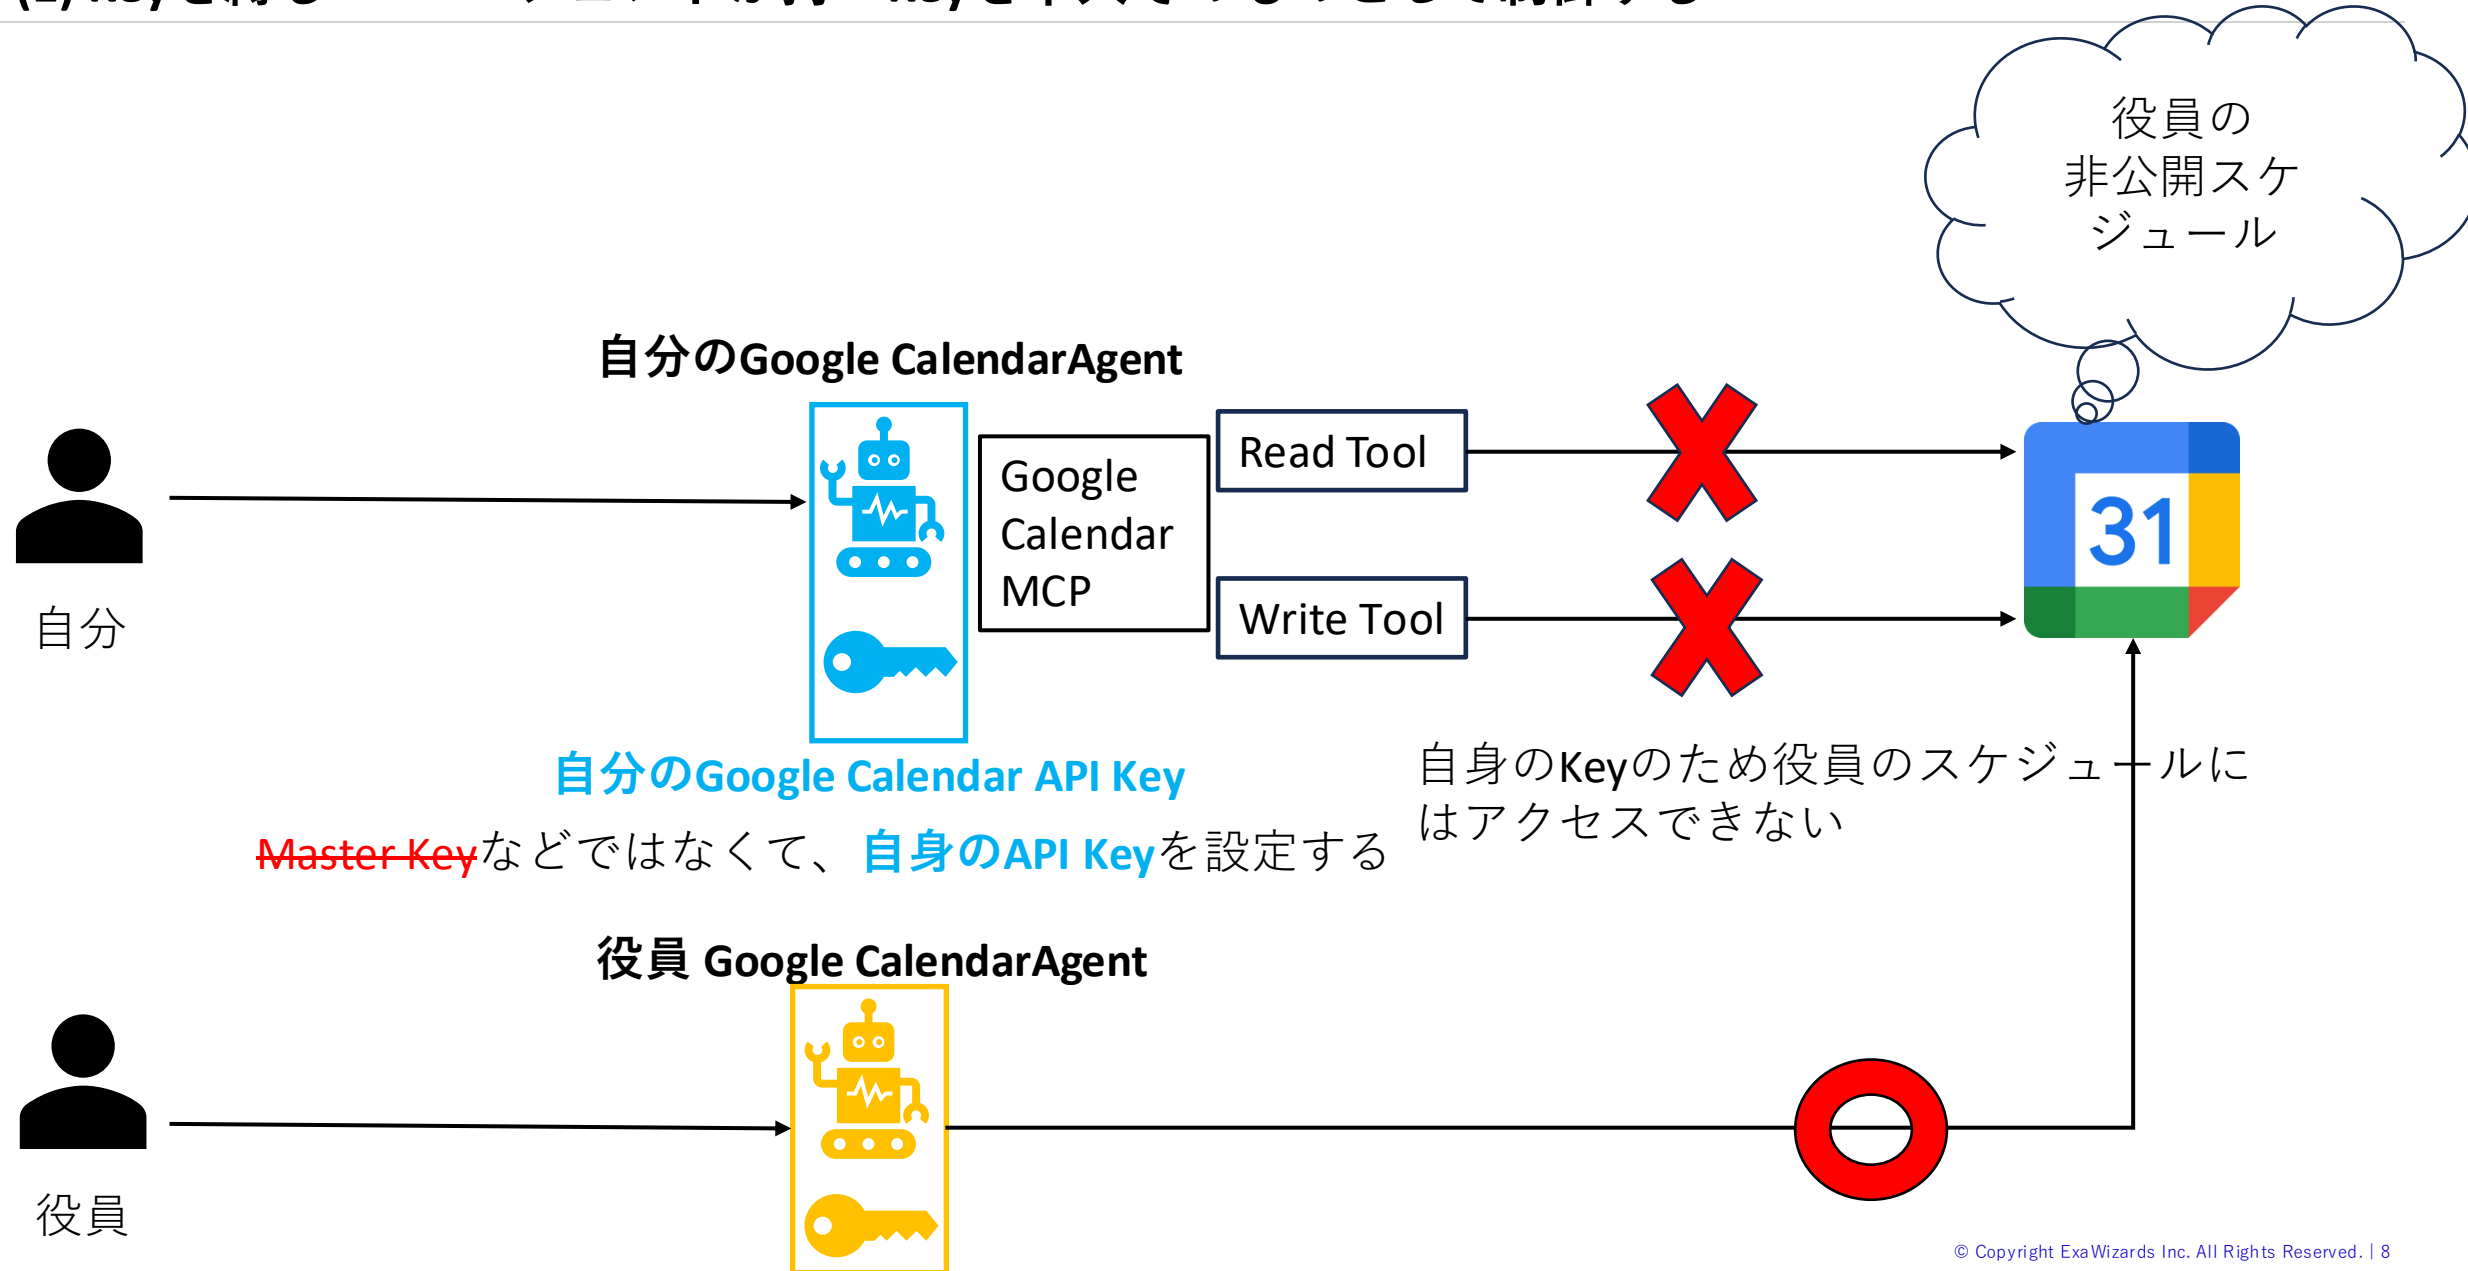 役員の
非公開スケ
ジュール
自分のGoogle CalendarAgent
Read Tool
Google
Calendar
MCP
31
Write Tool
自分
自分のGoogle Calendar API Key
自身のKeyのため役員のスケジュールに
はアクセスできない
Master Keyなどではなくて、自身のAPI Keyを設定する
役員 Google CalendarAgent
役員
© Copyright ExaWizards Inc. All Rights Reserved. | 8